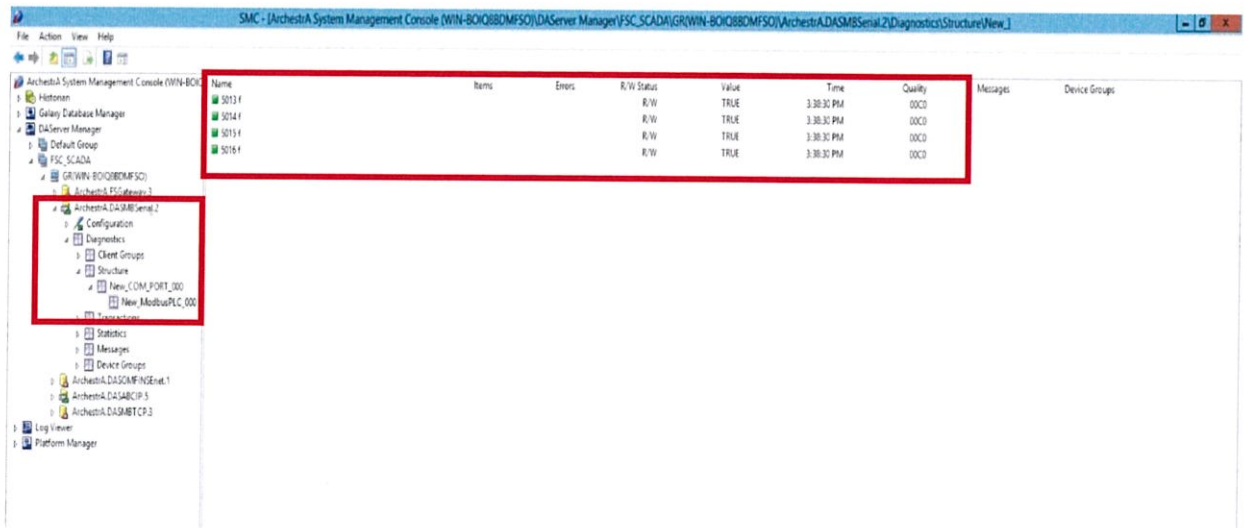 SMC - [ArchestrA System Management Console (WIN-BOIQ8BDMFSO)\DAServer Manager\FSC_SCADA\GR(WIN-BOIQ8BDMFSO)\ArchestrA.DASMBSerial.2\Diagnostics\Structure\New_]
File Action View Help
ArchestrA System Management Console (WIN-BOIQ
Historian
Galaxy Database Manager
DAServer Manager
Default Group
FSC_SCADA
GR(WIN-BOIQ8BDMFSO)
ArchestrA.FSGateway.3
ArchestrA.DASMBSerial.2
Configuration
Diagnostics
Client Groups
Structure
New_COM_PORT_000
New_ModbusPLC_000
Transactions
Statistics
Messages
Device Groups
ArchestrA.DASOMFINSEnet.1
ArchestrA.DASABCIP.5
ArchestrA.DASMBTCP.3
Log Viewer
Platform Manager
Name Items Errors R/W Status Value Time Quality Messages Device Groups
5013 f R/W TRUE 3:38:30 PM 00C0
5014 f R/W TRUE 3:38:30 PM 00C0
5015 f R/W TRUE 3:38:30 PM 00C0
5016 f R/W TRUE 3:38:30 PM 00C0